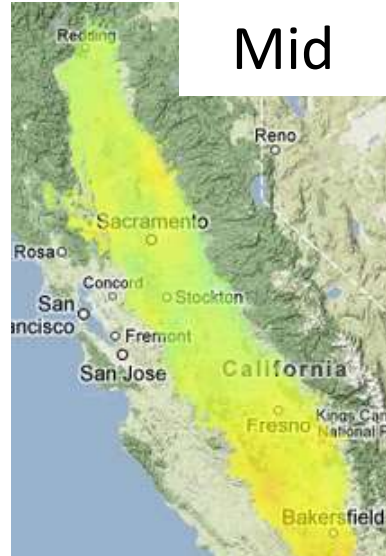 Mid
Redding
Reno
Sacramento
Rosa
Concord
Stockton
San
ancisco
Fremont
San Jose
California
Kings Can
Fresno
National P
Bakersfield